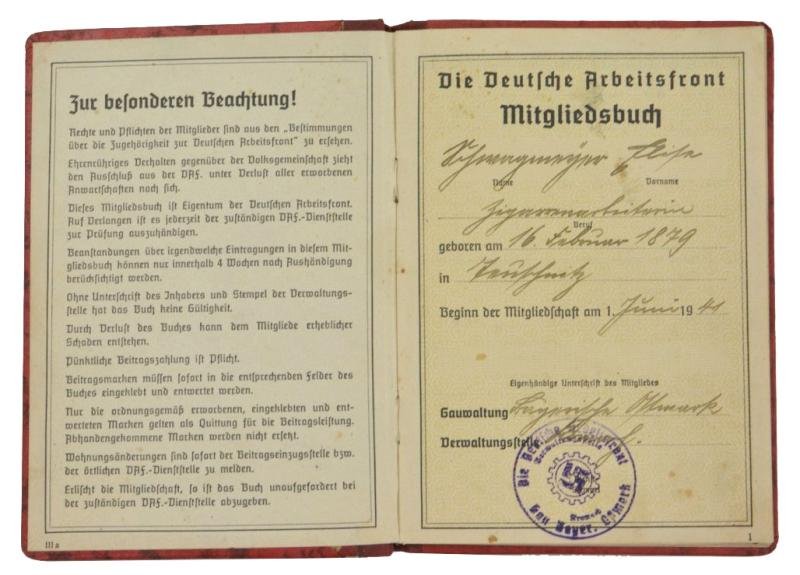 Zur besonderen Beachtung!
Rechte und Pflichten der Mitglieder sind aus den „Bestimmungen
über die Zugehörigkeit zur Deutschen Arbeitsfront“ zu ersehen.
Ehrenrühriges Verhalten gegenüber der Volksgemeinschaft zieht
den Ausschluß aus der DAF. unter Verlust aller erworbenen
Anwartschaften nach sich.
Dieses Mitgliedsbuch ist Eigentum der Deutschen Arbeitsfront.
Auf Verlangen ist es jederzeit der zuständigen DAF.-Dienststelle
zur Prüfung auszuhändigen.
Beanstandungen über irgendwelche Eintragungen in diesem Mit-
gliedsbuch können nur innerhalb 4 Wochen nach Aushändigung
berücksichtigt werden.
Ohne Unterschrift des Inhabers und Stempel der Verwaltungs-
stelle hat das Buch keine Gültigkeit.
Durch Verlust des Buches kann dem Mitgliede erheblicher
Schaden entstehen.
Pünktliche Beitragszahlung ist Pflicht.
Beitragsmarken müssen sofort in die entsprechenden Felder des
Buches eingeklebt und entwertet werden.
Nur die ordnungsgemäß erworbenen, eingeklebten und ent-
werteten Marken gelten als Quittung für die Beitragsleistung.
Abhandengekommene Marken werden nicht ersetzt.
Wohnungsänderungen sind sofort der Beitragseinzugsstelle bzw.
der örtlichen DAF.-Dienststelle zu melden.
Erlischt die Mitgliedschaft, so ist das Buch unaufgefordert bei
der zuständigen DAF.-Dienststelle abzugeben.
III a
Die Deutsche Arbeitsfront
Mitgliedsbuch
Schwagmeyer Elise
Name Vorname
Zigarrenarbeiterin
Beruf
geboren am 16. Februar 1879
in Teuschnitz
Beginn der Mitgliedschaft am 1. Juni 1941
Eigenhändige Unterschrift des Mitgliedes
Gauwaltung Bayerische Ostmark
Verwaltungsstelle
Die Deutsche Arbeitsfront
Verwaltungsstelle
Kronach
Gau Bayer. Ostmark
1